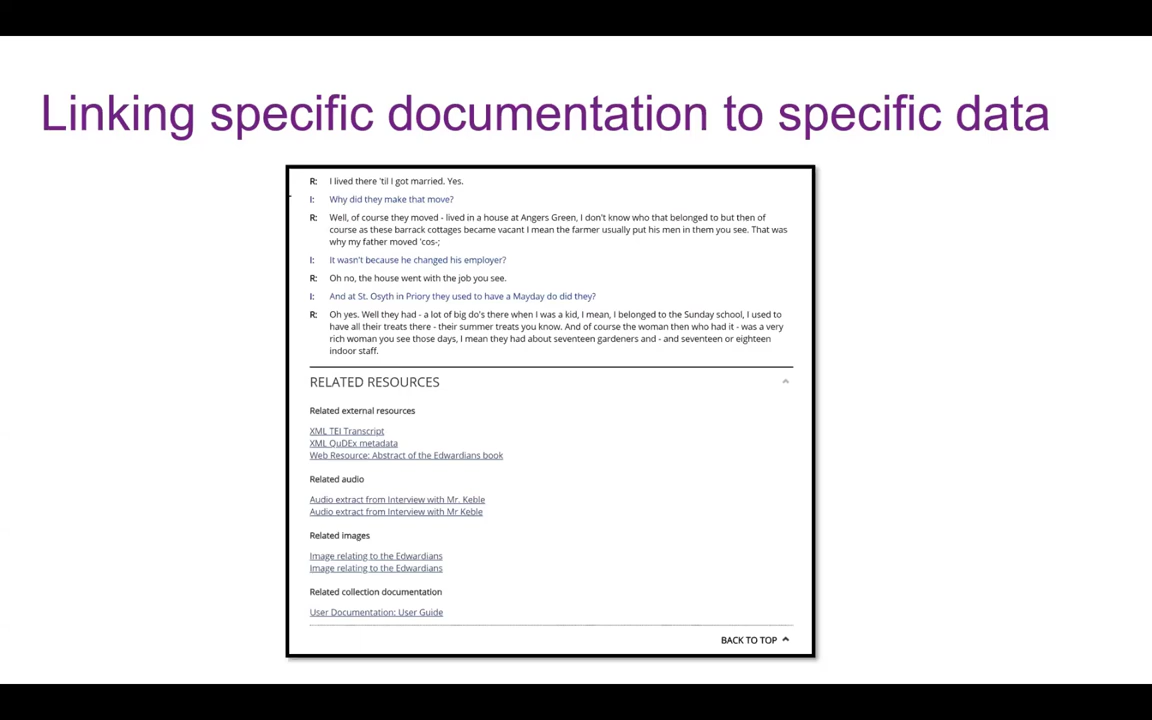 Linking specific documentation to specific data
R: I lived there 'til I got married. Yes.
I: Why did they make that move?
R: Well, of course they moved - lived in a house at Angers Green, I don't know who that belonged to but then of
course as these barrack cottages became vacant I mean the farmer usually put his men in them you see. That was
why my father moved 'cos-;
I: It wasn't because he changed his employer?
R: Oh no, the house went with the job you see.
I: And at St. Osyth in Priory they used to have a Mayday do did they?
R: Oh yes. Well they had - a lot of big do's there when I was a kid, I mean, I belonged to the Sunday school, I used to
have all their treats there - their summer treats you know. And of course the woman then who had it - was a very
rich woman you see those days, I mean they had about seventeen gardeners and - and seventeen or eighteen
indoor staff.
RELATED RESOURCES
Related external resources
XML TEI Transcript
XML QuDEx metadata
Web Resource: Abstract of the Edwardians book
Related audio
Audio extract from Interview with Mr. Keble
Audio extract from Interview with Mr Keble
Related images
Image relating to the Edwardians
Image relating to the Edwardians
Related collection documentation
User Documentation: User Guide
BACK TO TOP